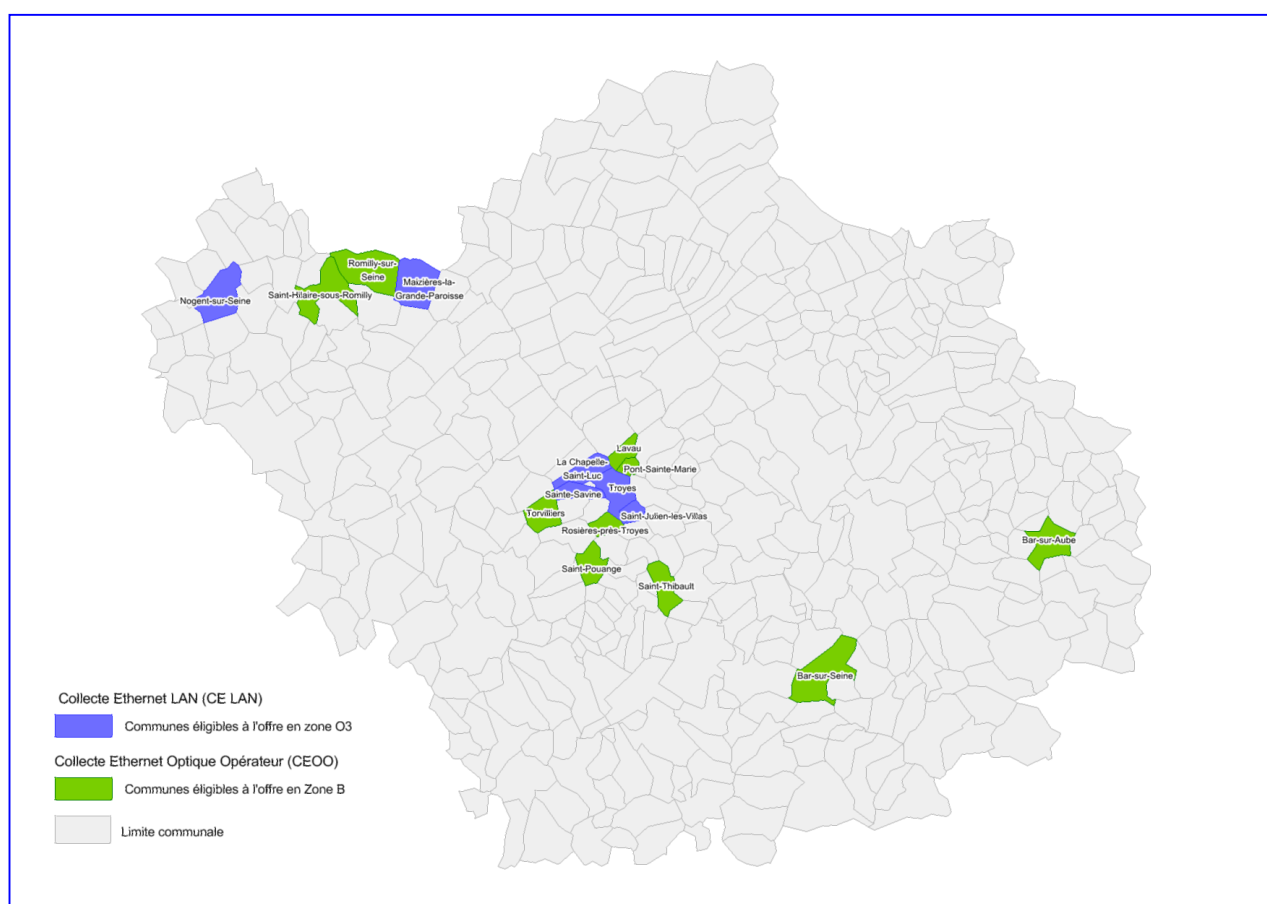 Romilly-sur-
Seine
Maizières-la-
Grande-Paroisse
Nogent-sur-Seine
Saint-Hilaire-sous-Romilly
Lavau
La Chapelle-
Saint-Luc
Pont-Sainte-Marie
Troyes
Sainte-Savine
Torvilliers
Saint-Julien-les-Villas
Rosières-près-Troyes
Bar-sur-Aube
Saint-Pouange
Saint-Thibault
Bar-sur-Seine
Collecte Ethernet LAN (CE LAN)
Communes éligibles à l'offre en zone O3
Collecte Ethernet Optique Opérateur (CEOO)
Communes éligibles à l'offre en Zone B
Limite communale